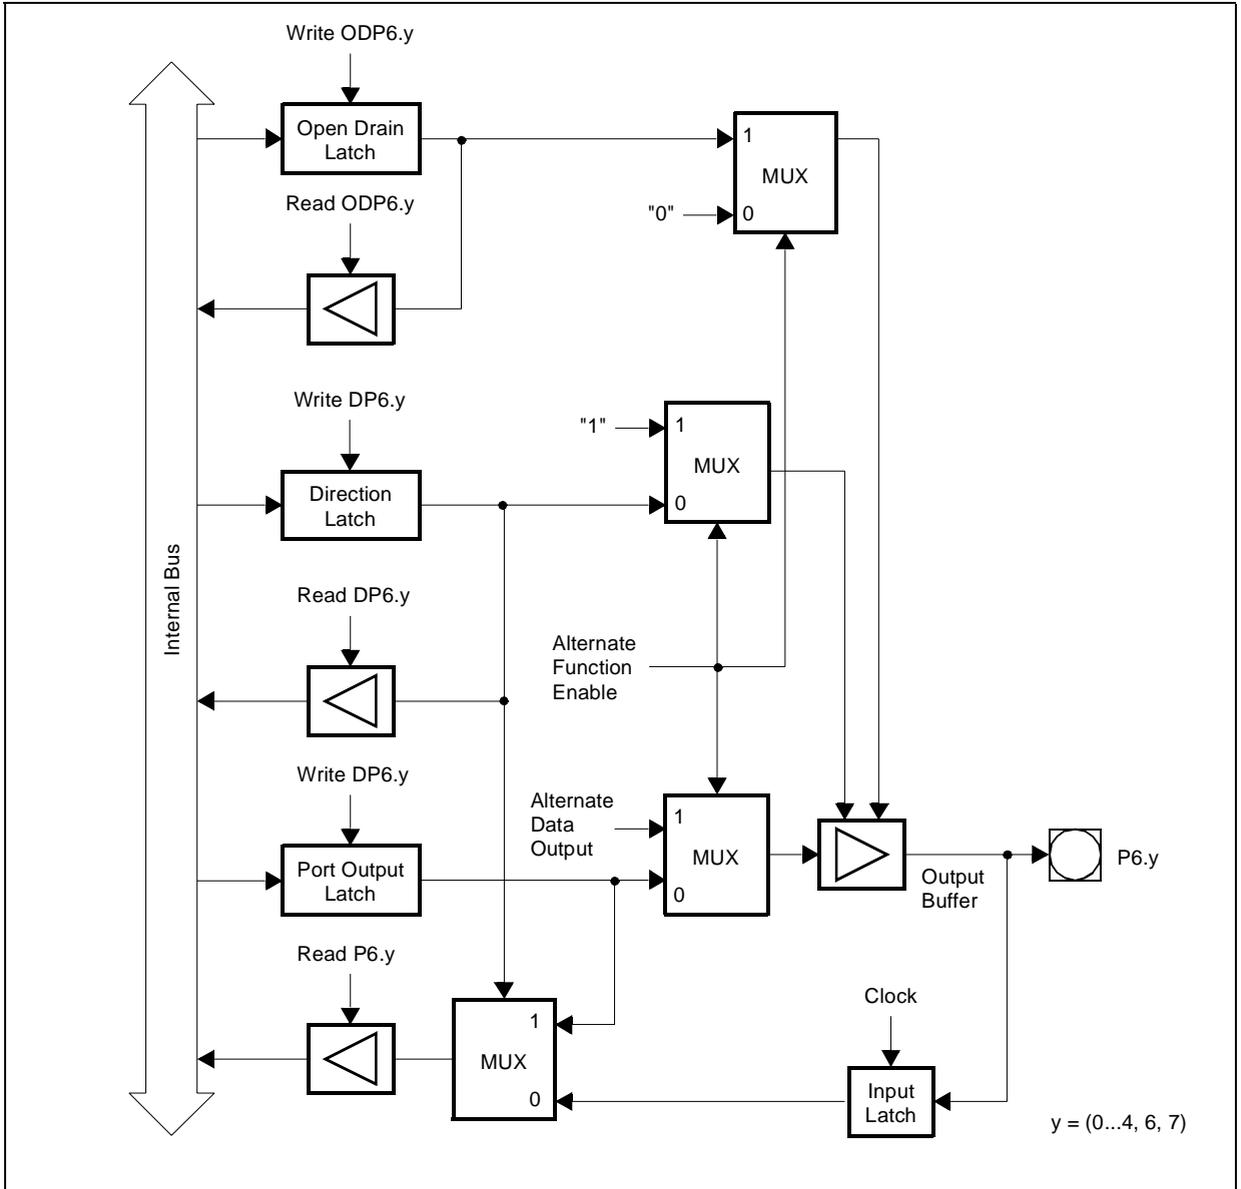 Write ODP6.y
Open Drain
Latch
1
MUX
"0"
0
Read ODP6.y
Write DP6.y
"1"
1
MUX
Direction
Latch
0
Internal Bus
Read DP6.y
Alternate
Function
Enable
Write DP6.y
Alternate
Data
Output
1
MUX
0
Port Output
Latch
Output
Buffer
P6.y
Read P6.y
1
MUX
0
Clock
Input
Latch
y = (0...4, 6, 7)